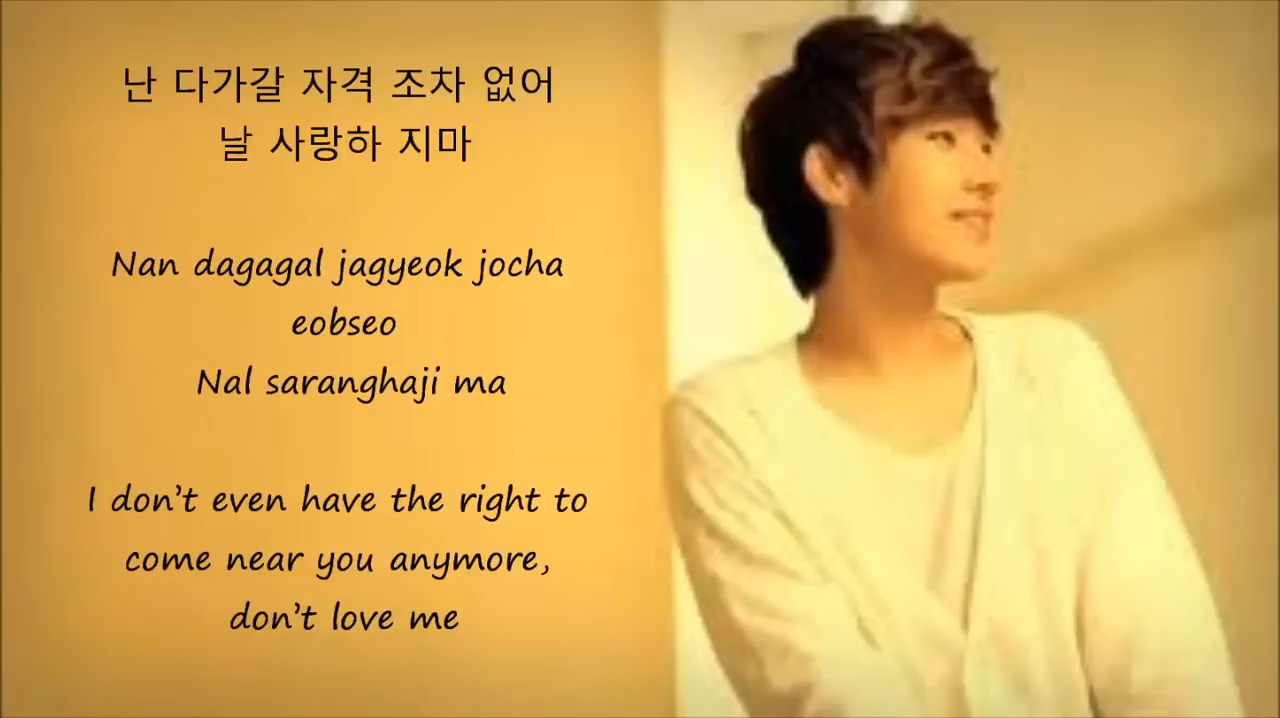 난 다가갈 자격 조차 없어
날 사랑하 지마
Nan dagagal jagyeok jocha
eobseo
Nal saranghaji ma
I don't even have the right to
come near you anymore,
don't love me